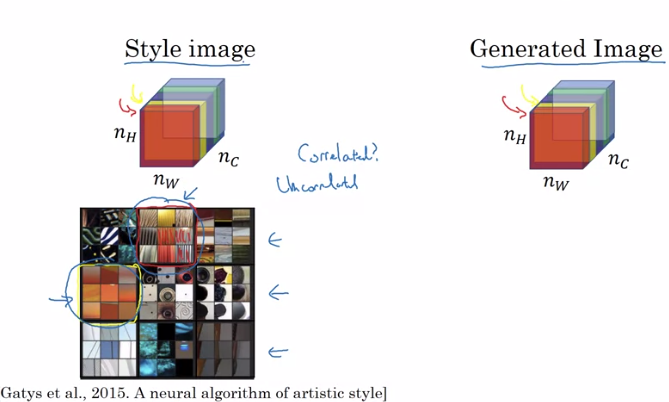 Style image
Generated Image
n_H
n_W
n_C
n_H
n_W
n_C
Correlated?
Uncorrelated
Gatys et al., 2015. A neural algorithm of artistic style]